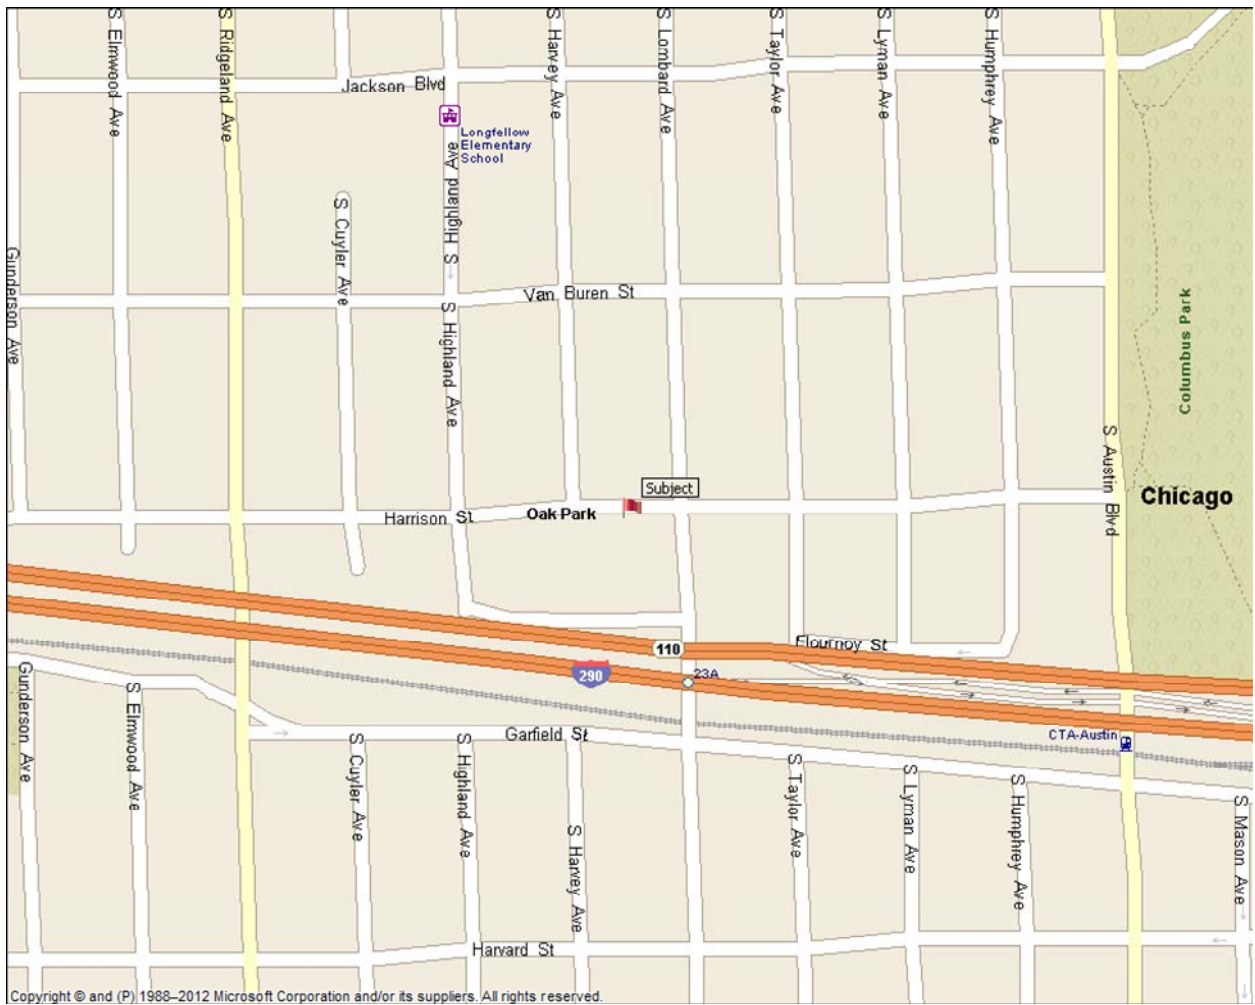 S Elmwood Ave
S Ridgeland Ave
S Harvey Ave
S Lombard Ave
S Taylor Ave
S Lyman Ave
S Humphrey Ave
Jackson Blvd
Longfellow
Elementary
School
S Highland Ave
S Cuyler Ave
Gunderson Ave
Van Buren St
S Highland Ave
Columbus Park
S Austin Blvd
Subject
Chicago
Harrison St
Oak Park
110
Flournoy St
290
23A
Gunderson Ave
S Elmwood Ave
Garfield St
CTA-Austin
S Cuyler Ave
S Highland Ave
S Harvey Ave
S Taylor Ave
S Lyman Ave
S Humphrey Ave
S Mason Ave
Harvard St
Copyright © and (P) 1988–2012 Microsoft Corporation and/or its suppliers. All rights reserved.